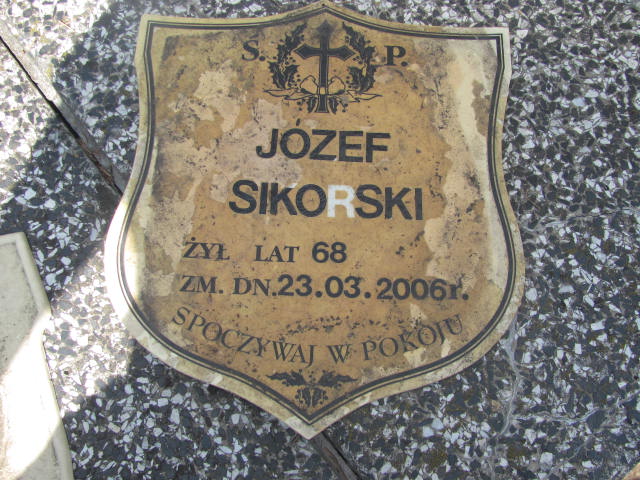 S. P.
JÓZEF
SIKORSKI
ŻYŁ LAT 68
ZM. DN. 23.03.2006r.
SPOCZYWAJ W POKOJU